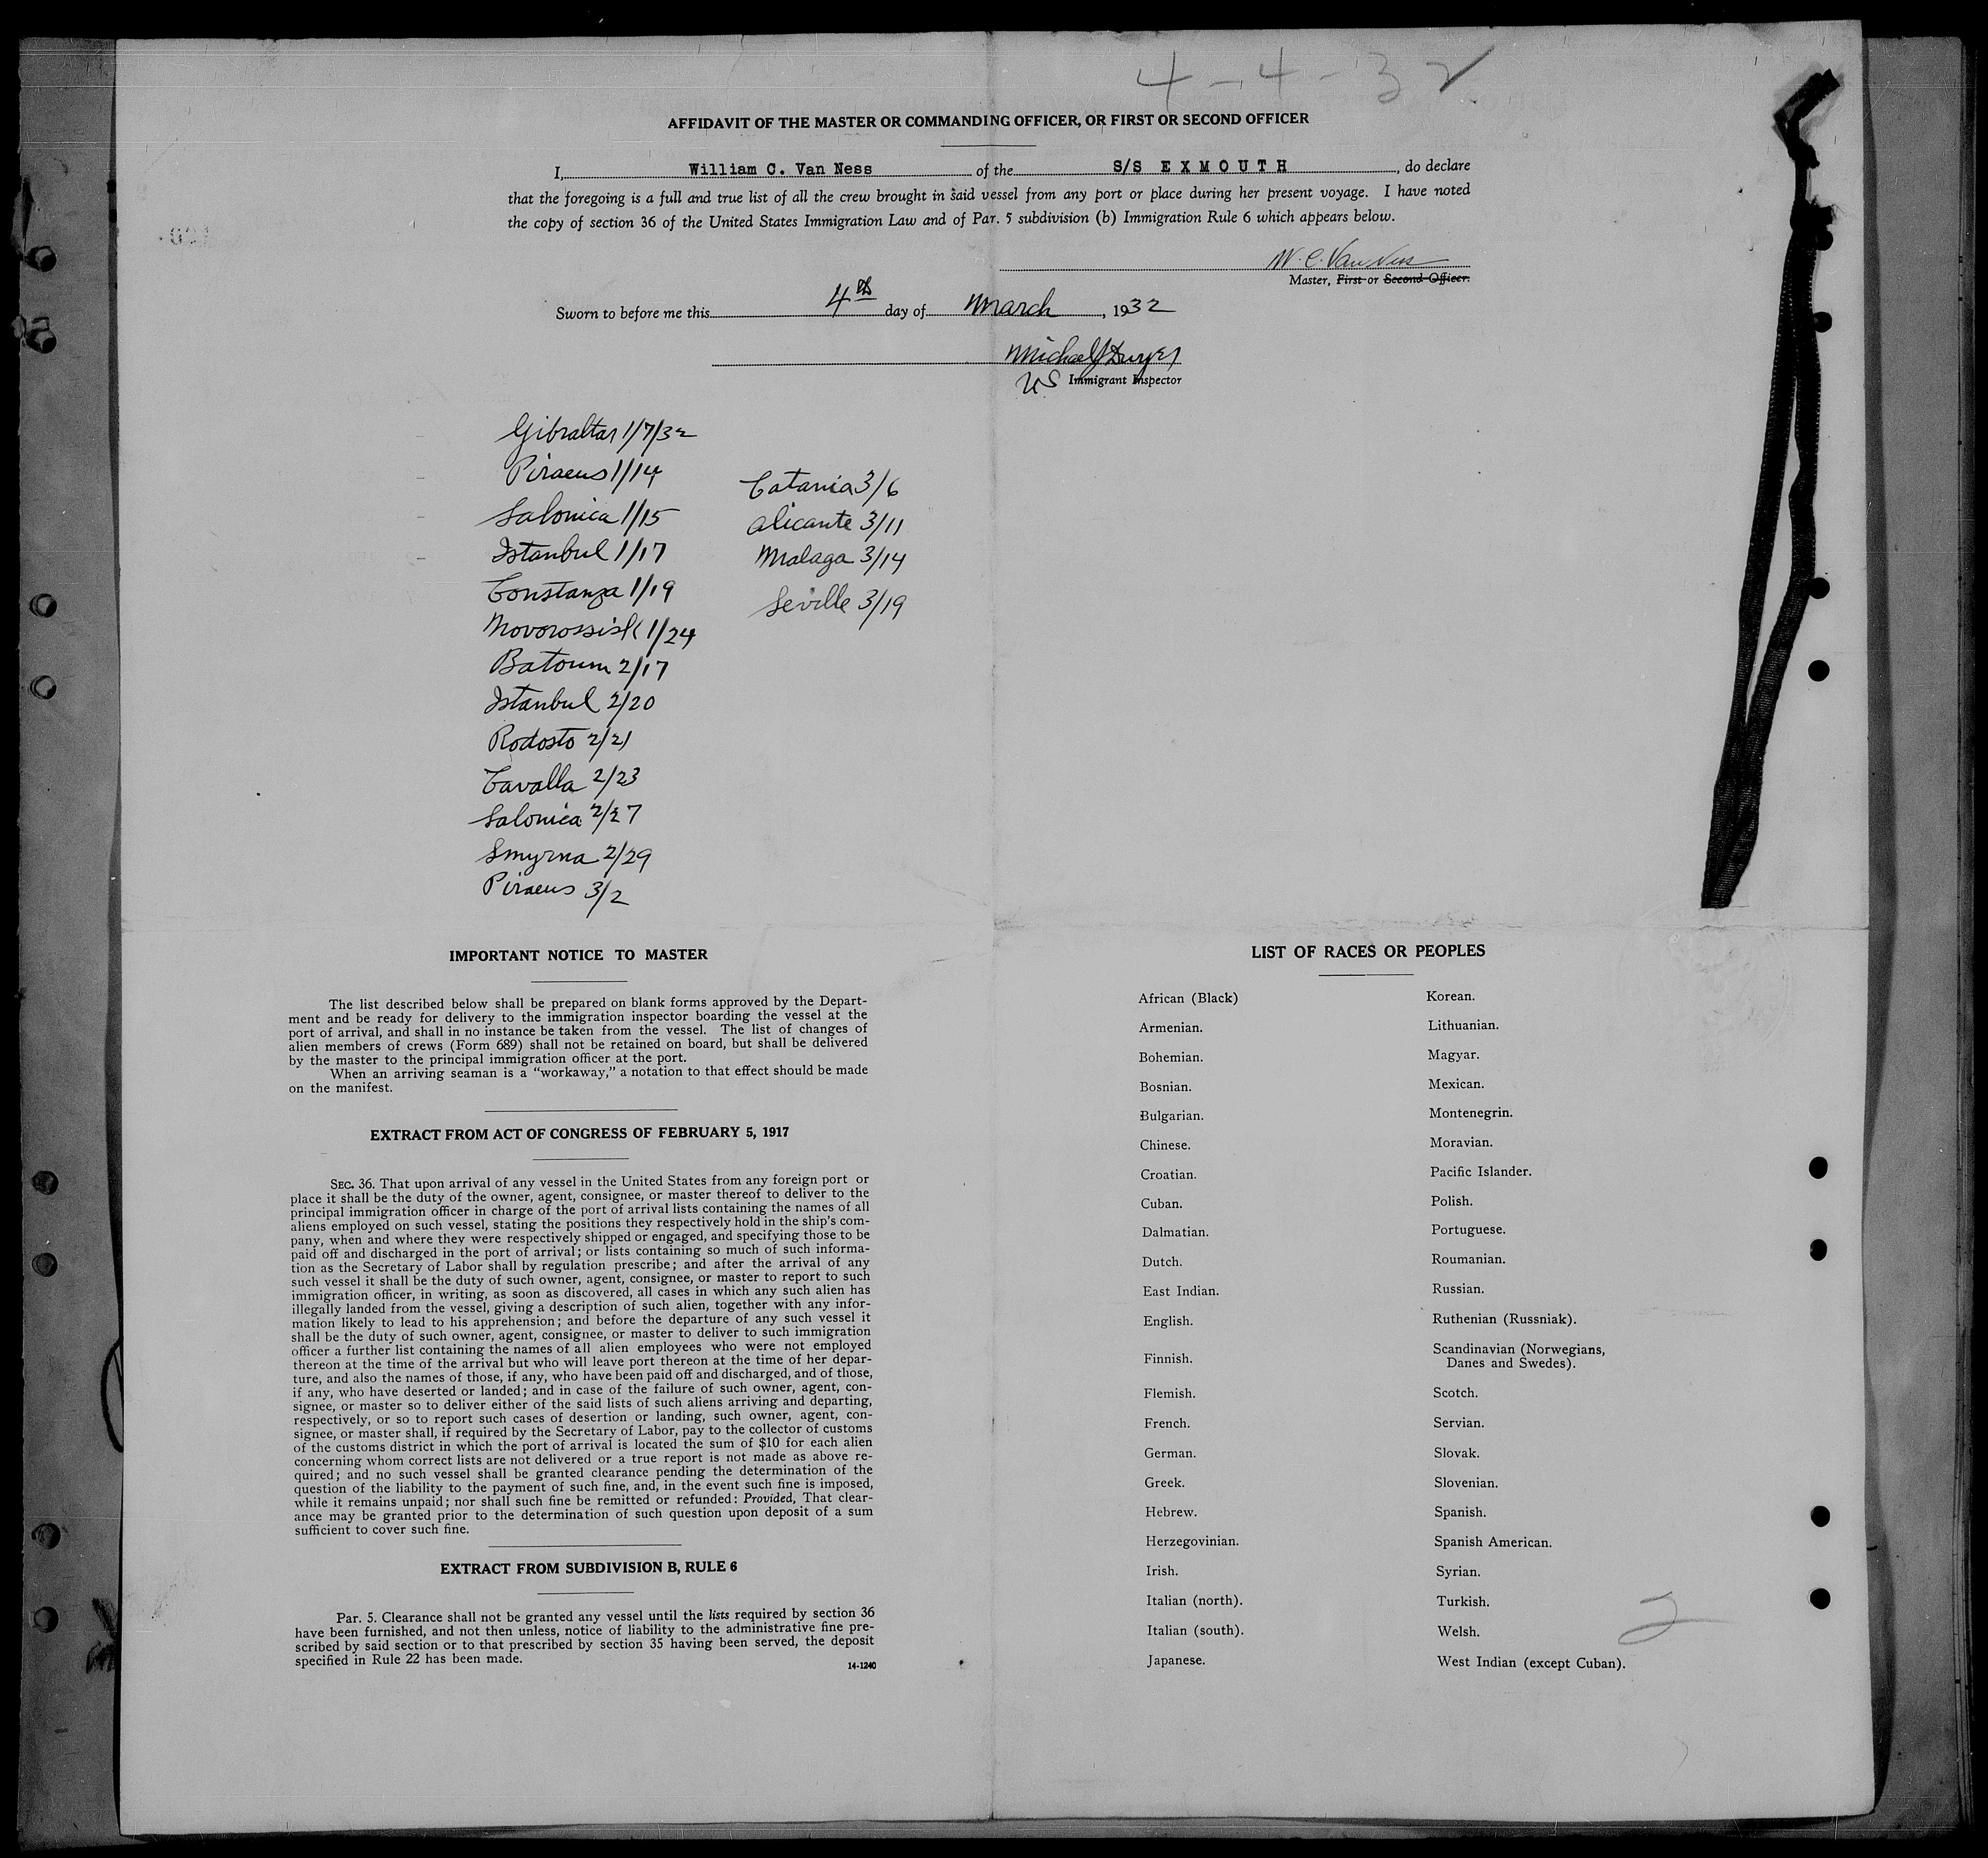 4-4-32
AFFIDAVIT OF THE MASTER OR COMMANDING OFFICER, OR FIRST OR SECOND OFFICER
I, William C. Van Ness of the S/S EXMOUTH, do declare
that the foregoing is a full and true list of all the crew brought in said vessel from any port or place during her present voyage. I have noted
the copy of section 36 of the United States Immigration Law and of Par. 5 subdivision (b) Immigration Rule 6 which appears below.
W. C. Van Ness
Master, First or Second Officer.
Sworn to before me this 4th day of March, 1932
Michael J Dwyer
US Immigrant Inspector
Gibraltar 1/7/32
Piraeus 1/14
Salonica 1/15
Istanbul 1/17
Constanza 1/19
Novorossisk 1/24
Batoum 2/17
Istanbul 2/20
Rodosto 2/21
Cavalla 2/23
Salonica 2/27
Smyrna 2/29
Piraeus 3/2
Catania 3/6
Alicante 3/11
Malaga 3/14
Seville 3/19
IMPORTANT NOTICE TO MASTER
The list described below shall be prepared on blank forms approved by the Depart-
ment and be ready for delivery to the immigration inspector boarding the vessel at the
port of arrival, and shall in no instance be taken from the vessel. The list of changes of
alien members of crews (Form 689) shall not be retained on board, but shall be delivered
by the master to the principal immigration officer at the port.
When an arriving seaman is a “workaway,” a notation to that effect should be made
on the manifest.
EXTRACT FROM ACT OF CONGRESS OF FEBRUARY 5, 1917
SEC. 36. That upon arrival of any vessel in the United States from any foreign port or
place it shall be the duty of the owner, agent, consignee, or master thereof to deliver to the
principal immigration officer in charge of the port of arrival lists containing the names of all
aliens employed on such vessel, stating the positions they respectively hold in the ship's com-
pany, when and where they were respectively shipped or engaged, and specifying those to be
paid off and discharged in the port of arrival; or lists containing so much of such informa-
tion as the Secretary of Labor shall by regulation prescribe; and after the arrival of any
such vessel it shall be the duty of such owner, agent, consignee, or master to report to such
immigration officer, in writing, as soon as discovered, all cases in which any such alien has
illegally landed from the vessel, giving a description of such alien, together with any infor-
mation likely to lead to his apprehension; and before the departure of any such vessel it
shall be the duty of such owner, agent, consignee, or master to deliver to such immigration
officer a further list containing the names of all alien employees who were not employed
thereon at the time of the arrival but who will leave port thereon at the time of her depar-
ture, and also the names of those, if any, who have been paid off and discharged, and of those,
if any, who have deserted or landed; and in case of the failure of such owner, agent, con-
signee, or master so to deliver either of the said lists of such aliens arriving and departing,
respectively, or so to report such cases of desertion or landing, such owner, agent, con-
signee, or master shall, if required by the Secretary of Labor, pay to the collector of customs
of the customs district in which the port of arrival is located the sum of $10 for each alien
concerning whom correct lists are not delivered or a true report is not made as above re-
quired; and no such vessel shall be granted clearance pending the determination of the
question of the liability to the payment of such fine, and, in the event such fine is imposed,
while it remains unpaid; nor shall such fine be remitted or refunded: Provided, That clear-
ance may be granted prior to the determination of such question upon deposit of a sum
sufficient to cover such fine.
EXTRACT FROM SUBDIVISION B, RULE 6
Par. 5. Clearance shall not be granted any vessel until the lists required by section 36
have been furnished, and not then unless, notice of liability to the administrative fine pre-
scribed by said section or to that prescribed by section 35 having been served, the deposit
specified in Rule 22 has been made.
14-1240
LIST OF RACES OR PEOPLES
African (Black)
Armenian.
Bohemian.
Bosnian.
Bulgarian.
Chinese.
Croatian.
Cuban.
Dalmatian.
Dutch.
East Indian.
English.
Finnish.
Flemish.
French.
German.
Greek.
Hebrew.
Herzegovinian.
Irish.
Italian (north).
Italian (south).
Japanese.
Korean.
Lithuanian.
Magyar.
Mexican.
Montenegrin.
Moravian.
Pacific Islander.
Polish.
Portuguese.
Roumanian.
Russian.
Ruthenian (Russniak).
Scandinavian (Norwegians,
Danes and Swedes).
Scotch.
Servian.
Slovak.
Slovenian.
Spanish.
Spanish American.
Syrian.
Turkish.
Welsh.
West Indian (except Cuban).
2